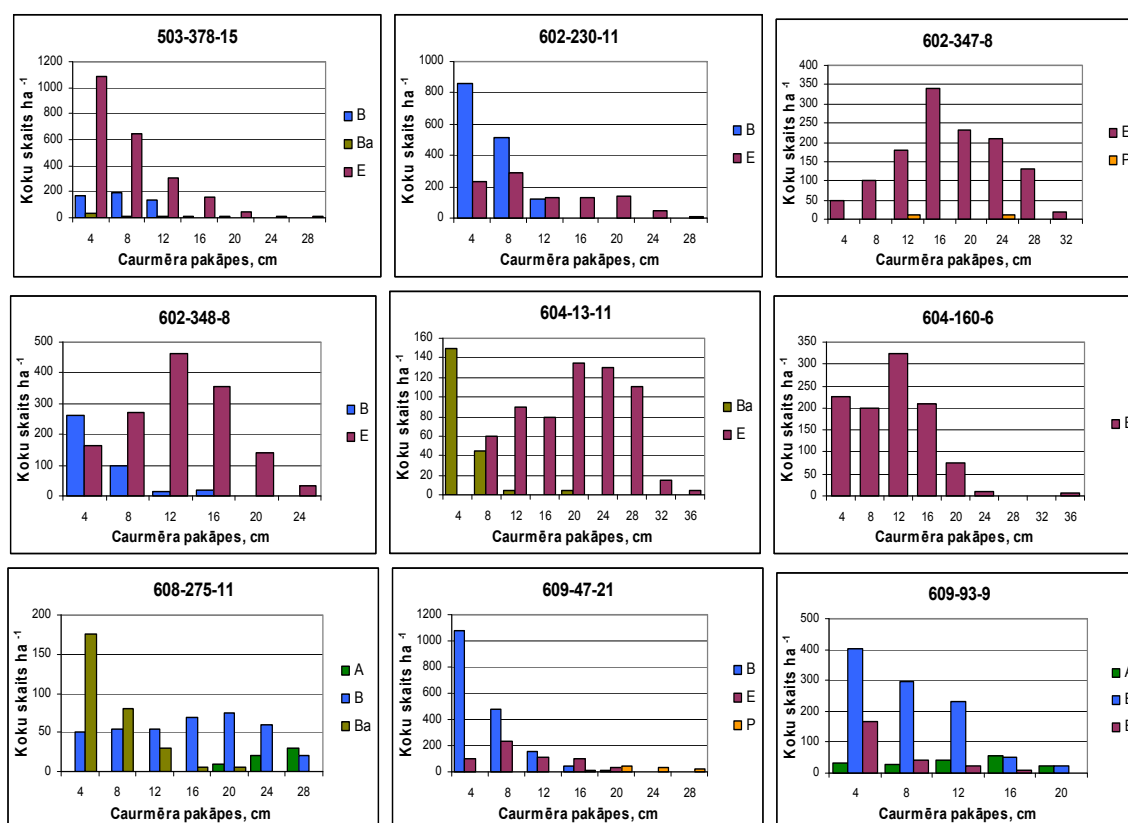 503-378-15
Koku skaits ha -1
1200
1000
800
600
400
200
0
4 8 12 16 20 24 28
Caurmēra pakāpes, cm
B
Ba
E
602-230-11
Koku skaits ha -1
1000
800
600
400
200
0
4 8 12 16 20 24 28
Caurmēra pakāpes, cm
B
E
602-347-8
Koku skaits ha -1
400
350
300
250
200
150
100
50
0
4 8 12 16 20 24 28 32
Caurmēra pakāpes, cm
E
P
602-348-8
Koku skaits ha -1
500
400
300
200
100
0
4 8 12 16 20 24
Caurmēra pakāpes, cm
B
E
604-13-11
Koku skaits ha -1
160
140
120
100
80
60
40
20
0
4 8 12 16 20 24 28 32 36
Caurmēra pakāpes, cm
Ba
E
604-160-6
Koku skaits ha -1
350
300
250
200
150
100
50
0
4 8 12 16 20 24 28 32 36
Caurmēra pakāpes, cm
E
608-275-11
Koku skaits ha -1
200
150
100
50
0
4 8 12 16 20 24 28
Caurmēra pakāpes, cm
A
B
Ba
609-47-21
Koku skaits ha -1
1200
1000
800
600
400
200
0
4 8 12 16 20 24 28
Caurmēra pakāpes, cm
B
E
P
609-93-9
Koku skaits ha -1
500
400
300
200
100
0
4 8 12 16 20
Caurmēra pakāpes, cm
A